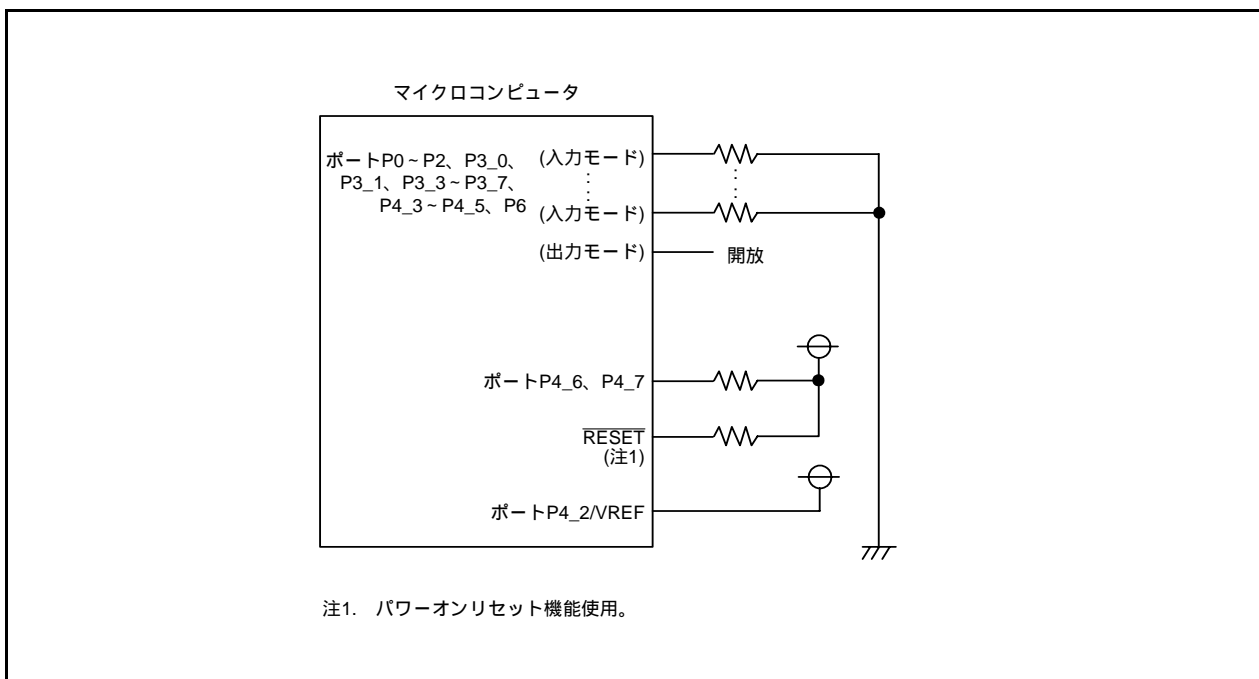 マイクロコンピュータ
ポートP0～P2、P3_0、 (入力モード)
P3_1、P3_3～P3_7、
P4_3～P4_5、P6 (入力モード)
(出力モード) 開放
ポートP4_6、P4_7
RESET
(注1)
ポートP4_2/VREF
注1. パワーオンリセット機能使用。